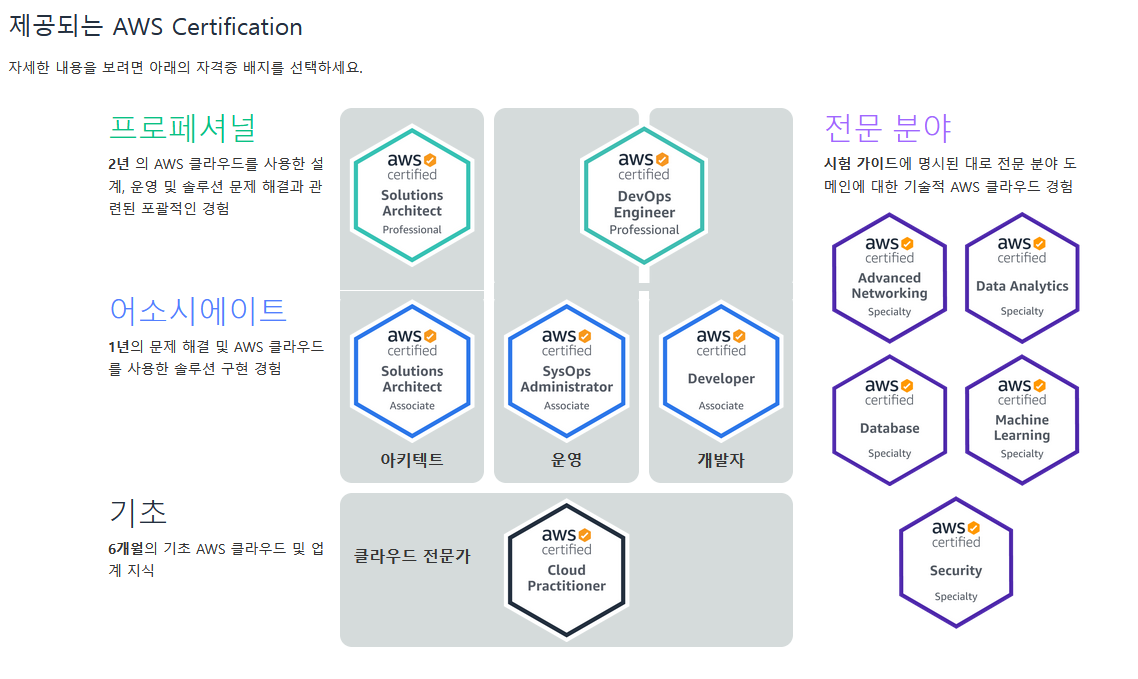 제공되는 AWS Certification
자세한 내용을 보려면 아래의 자격증 배지를 선택하세요.
프로페셔널
2년 의 AWS 클라우드를 사용한 설
계, 운영 및 솔루션 문제 해결과 관
련된 포괄적인 경험
aws
certified
Solutions
Architect
Professional
aws
certified
DevOps
Engineer
Professional
어소시에이트
1년의 문제 해결 및 AWS 클라우드
를 사용한 솔루션 구현 경험
aws
certified
Solutions
Architect
Associate
아키텍트
aws
certified
SysOps
Administrator
Associate
운영
aws
certified
Developer
Associate
개발자
기초
6개월의 기초 AWS 클라우드 및 업
계 지식
클라우드 전문가
aws
certified
Cloud
Practitioner
전문 분야
시험 가이드에 명시된 대로 전문 분야 도
메인에 대한 기술적 AWS 클라우드 경험
aws
certified
Advanced
Networking
Specialty
aws
certified
Data Analytics
Specialty
aws
certified
Database
Specialty
aws
certified
Machine
Learning
Specialty
aws
certified
Security
Specialty